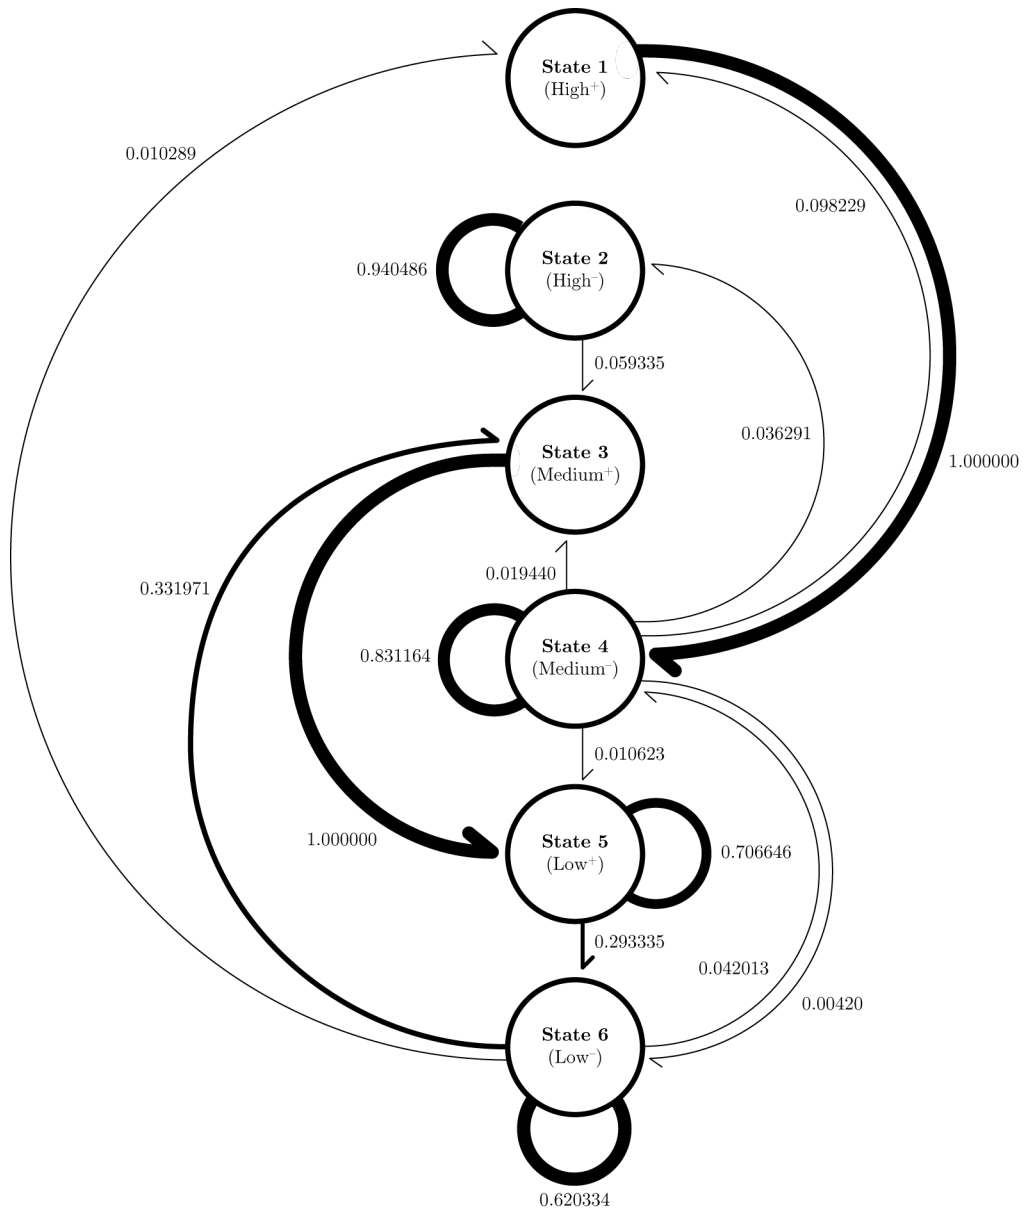 State 1
(High⁺)
0.010289
0.098229
State 2
(High⁻)
0.940486
0.059335
0.036291
State 3
(Medium⁺)
1.000000
0.019440
0.331971
State 4
(Medium⁻)
0.831164
0.010623
1.000000
State 5
(Low⁺)
0.706646
0.293335
0.042013
0.00420
State 6
(Low⁻)
0.620334